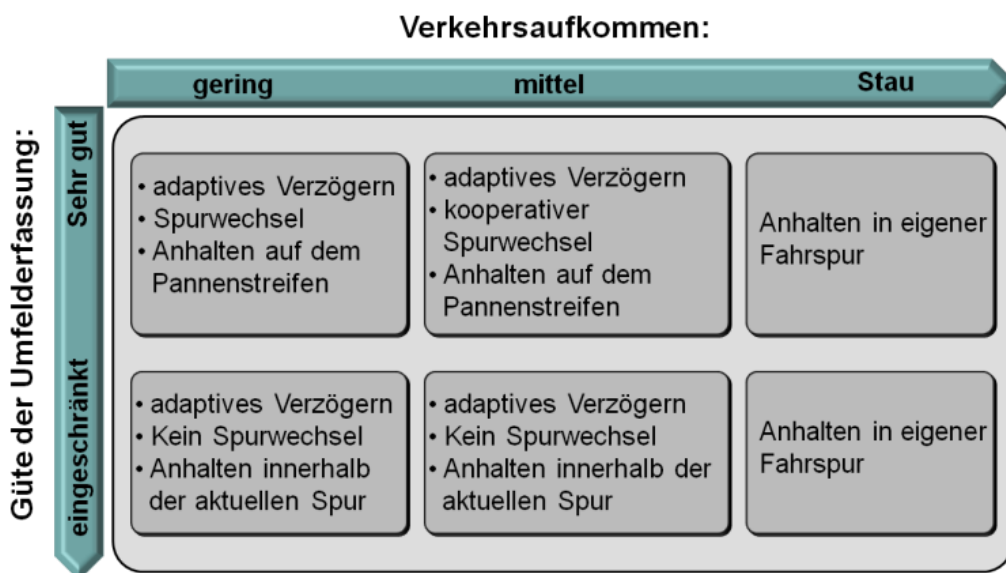 Verkehrsaufkommen:
gering
mittel
Stau
Güte der Umfelderfassung:
Sehr gut
• adaptives Verzögern
• Spurwechsel
• Anhalten auf dem
Pannenstreifen
• adaptives Verzögern
• kooperativer
Spurwechsel
• Anhalten auf dem
Pannenstreifen
Anhalten in eigener
Fahrspur
eingeschränkt
• adaptives Verzögern
• Kein Spurwechsel
• Anhalten innerhalb
der aktuellen Spur
• adaptives Verzögern
• Kein Spurwechsel
• Anhalten innerhalb der
aktuellen Spur
Anhalten in eigener
Fahrspur